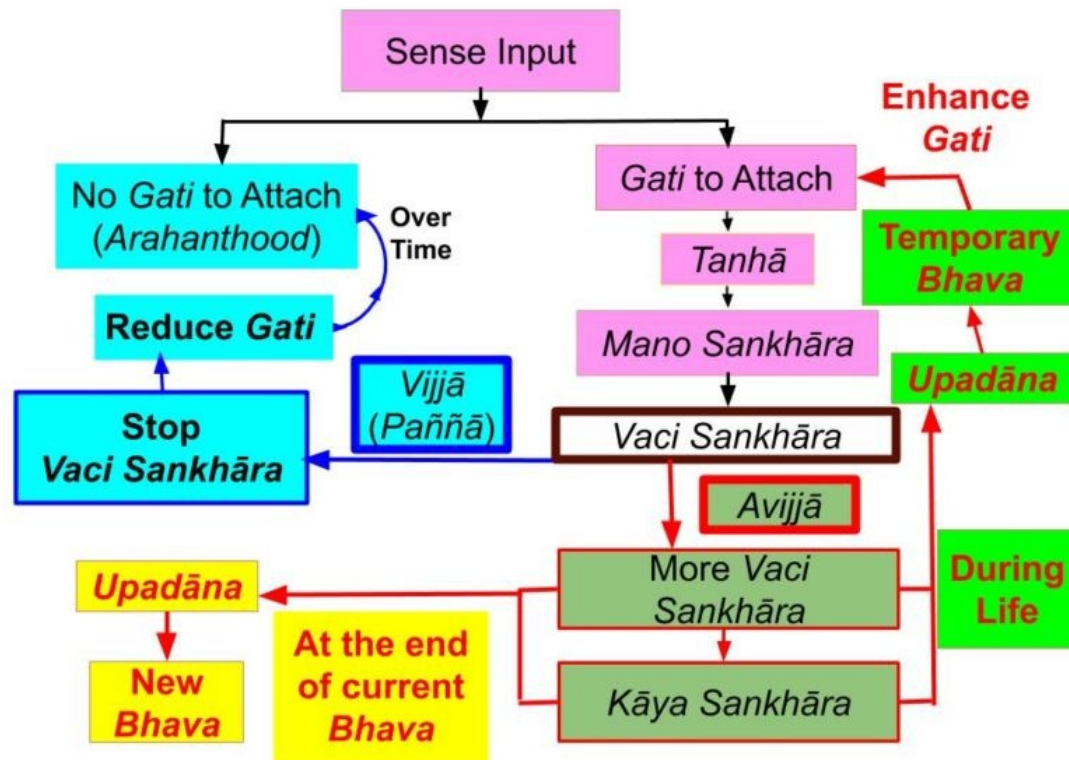 Sense Input
Enhance
Gati
No Gati to Attach
(Arahanthood)
Over
Time
Gati to Attach
Temporary
Bhava
Tanhā
Reduce Gati
Mano Sankhāra
Upadāna
Vijjā
(Paññā)
Stop
Vaci Sankhāra
Vaci Sankhāra
Avijjā
More Vaci
Sankhāra
During
Life
Upadāna
At the end
of current
Bhava
New
Bhava
Kāya Sankhāra